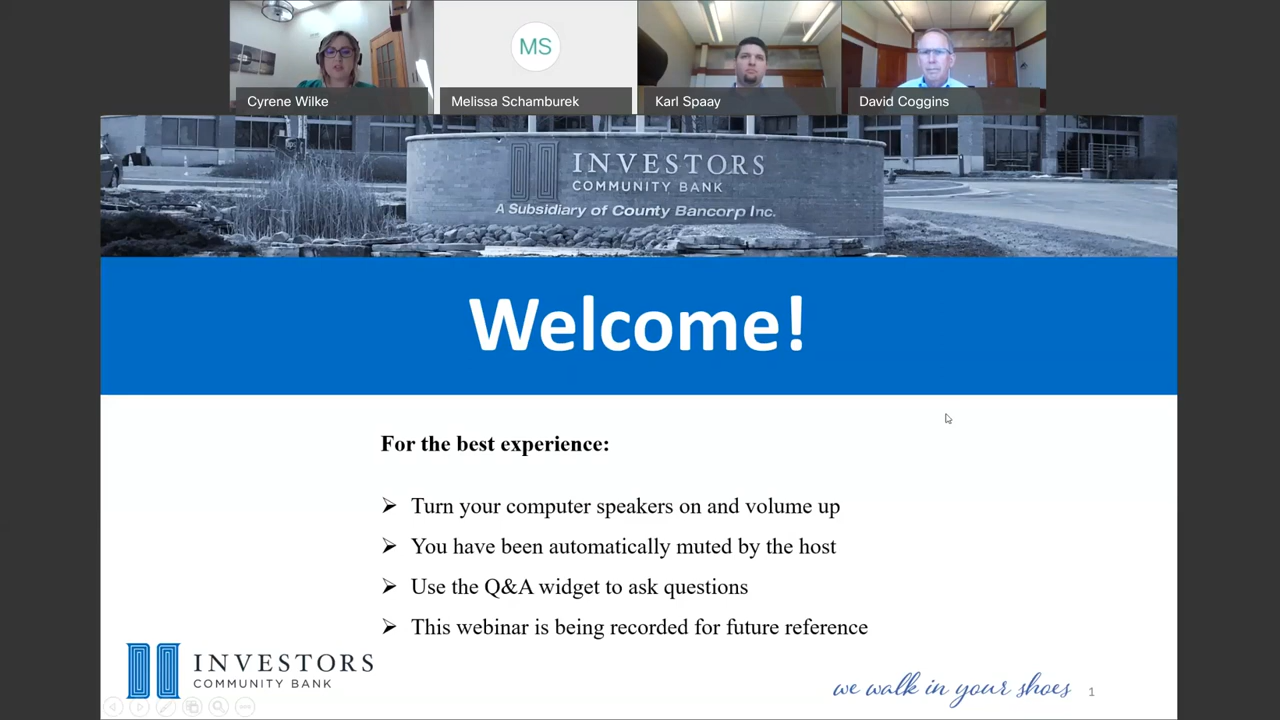 MS
Cyrene Wilke
Melissa Schamburek
Karl Spaay
David Coggins
INVESTORS
COMMUNITY BANK
A Subsidiary of County Bancorp Inc.
Welcome!
For the best experience:
➢ Turn your computer speakers on and volume up
➢ You have been automatically muted by the host
➢ Use the Q&A widget to ask questions
➢ This webinar is being recorded for future reference
INVESTORS
COMMUNITY BANK
we walk in your shoes
1